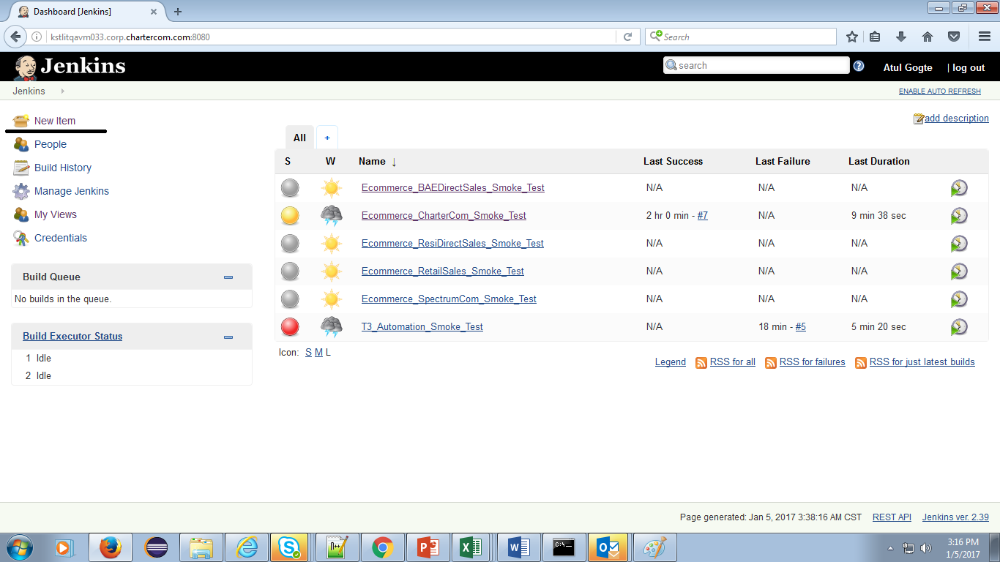 Dashboard [Jenkins]
kstlitqavm033.corp.chartercom.com:8080
Search
Jenkins
search
Atul Gogte
| log out
Jenkins
ENABLE AUTO REFRESH
New Item
People
Build History
Manage Jenkins
My Views
Credentials
Build Queue
No builds in the queue.
Build Executor Status
1 Idle
2 Idle
add description
All +
S W Name ↓ Last Success Last Failure Last Duration
Ecommerce_BAEDirectSales_Smoke_Test N/A N/A N/A
Ecommerce_CharterCom_Smoke_Test 2 hr 0 min - #7 N/A 9 min 38 sec
Ecommerce_ResiDirectSales_Smoke_Test N/A N/A N/A
Ecommerce_RetailSales_Smoke_Test N/A N/A N/A
Ecommerce_SpectrumCom_Smoke_Test N/A N/A N/A
T3_Automation_Smoke_Test N/A 18 min - #5 5 min 20 sec
Icon: S M L
Legend RSS for all RSS for failures RSS for just latest builds
Page generated: Jan 5, 2017 3:38:16 AM CST REST API Jenkins ver. 2.39
3:16 PM
1/5/2017